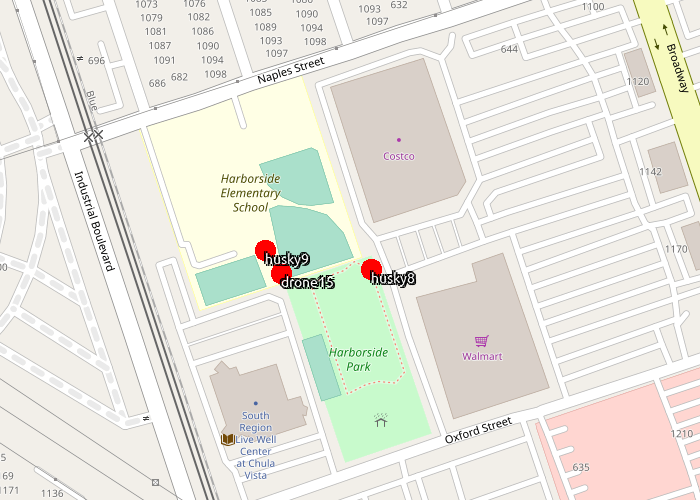 1073
1079
1081
1087
1091
1076
1082
1086
1090
1094
1098
686
682
696
1085
1089
1093
1097
1090
1094
1098
1093
1097
632
1100
644
Naples Street
Broadway
1120
1142
1170
Costco
Blue
Industrial Boulevard
Harborside
Elementary
School
husky9
drone15
husky8
Harborside
Park
Walmart
South
Region
Live Well
Center
at Chula
Vista
Oxford Street
635
1210
1171
1136
169